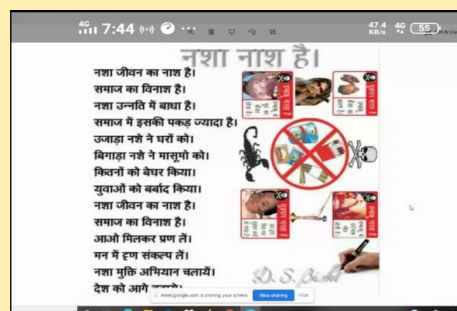 4G 7:44 47.4 KB/s 4G 55
नशा नाश है।
नशा जीवन का नाश है।
समाज का विनाश है।
नशा उन्नति में बाधा है।
समाज में इसकी पकड़ ज्यादा है।
उजाड़ा नशे ने घरों को।
बिगाड़ा नशे ने मासूमो को।
कितनों को बेघर किया।
युवाओं को बर्बाद किया।
नशा जीवन का नाश है।
समाज का विनाश है।
आओ मिलकर प्रण लें।
मन में दृण संकल्प लें।
नशा मुक्ति अभियान चलायें।
देश को आगे
D. S. Bisht
meet.google.com is sharing your screen. Stop sharing Hide